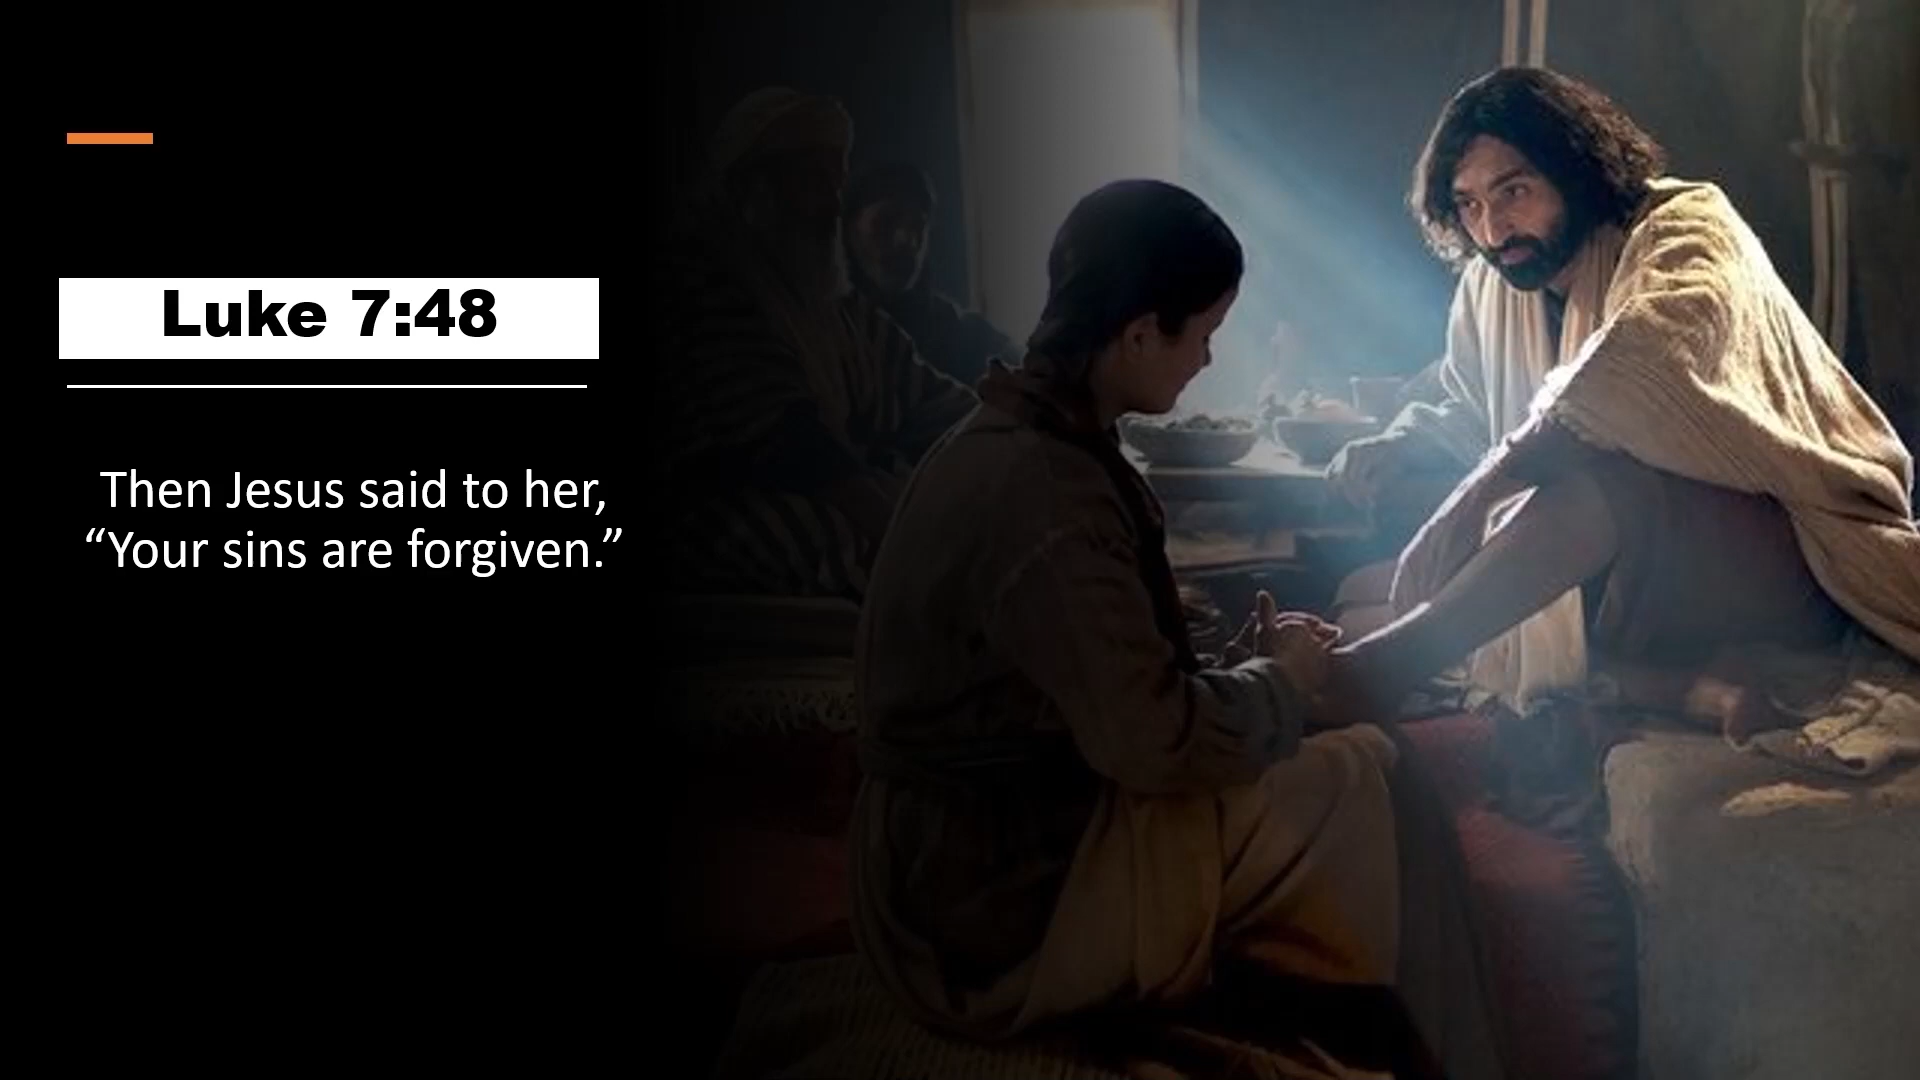 Luke 7:48
Then Jesus said to her,
“Your sins are forgiven.”